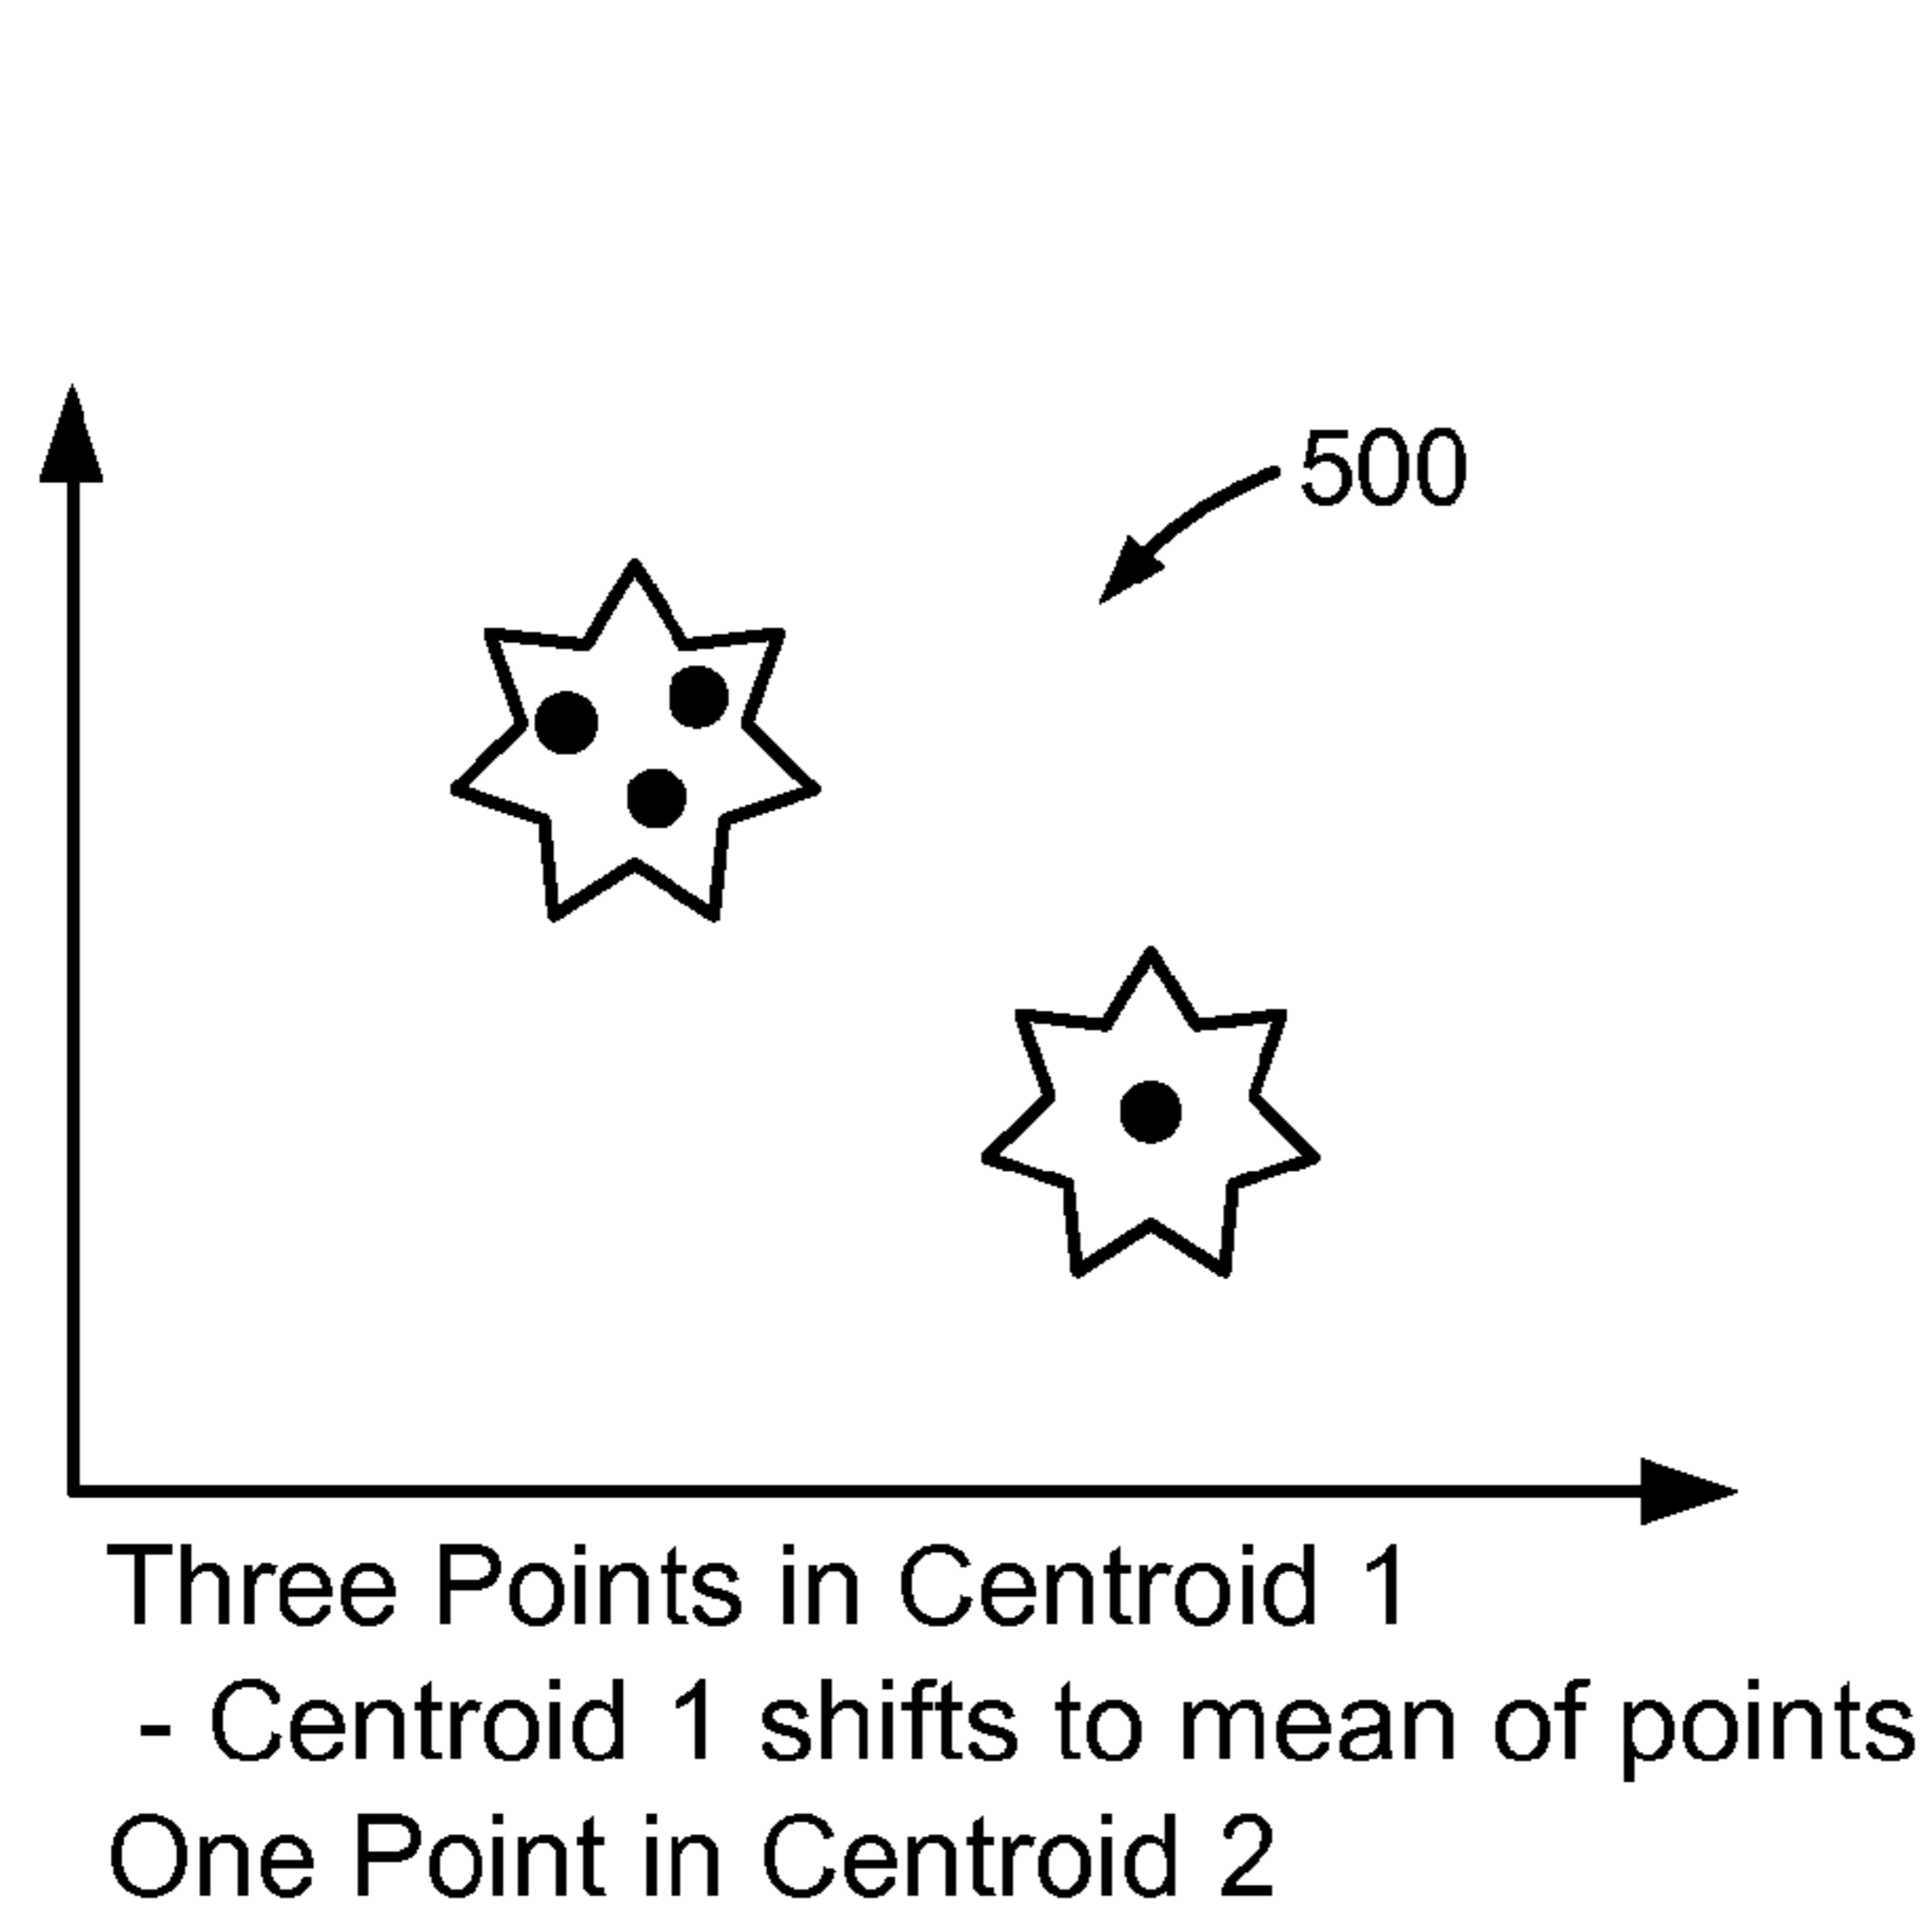 500
Three Points in Centroid 1
- Centroid 1 shifts to mean of points
One Point in Centroid 2